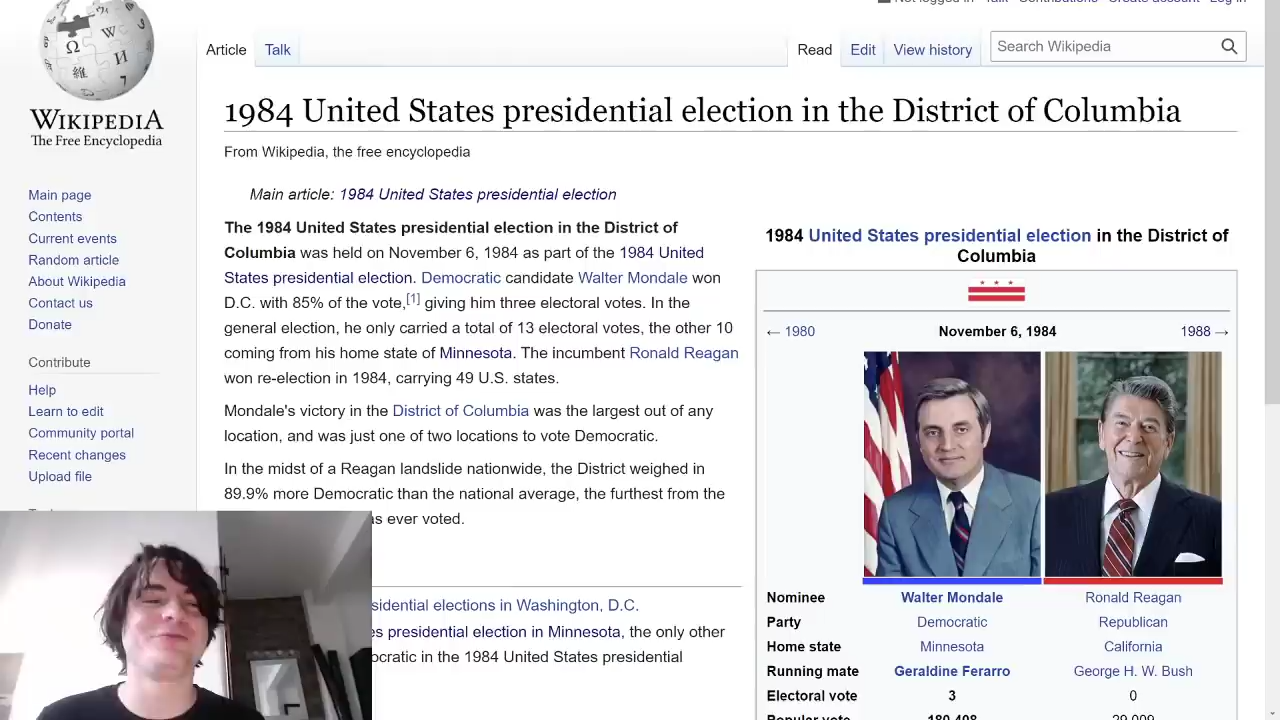 Not logged in Talk Contributions Create account Log in
WIKIPEDIA
The Free Encyclopedia
Article Talk
Read Edit View history
Search Wikipedia
Main page
Contents
Current events
Random article
About Wikipedia
Contact us
Donate
Contribute
Help
Learn to edit
Community portal
Recent changes
Upload file
1984 United States presidential election in the District of Columbia
From Wikipedia, the free encyclopedia
Main article: 1984 United States presidential election
The 1984 United States presidential election in the District of
Columbia was held on November 6, 1984 as part of the 1984 United
States presidential election. Democratic candidate Walter Mondale won
D.C. with 85% of the vote,[1] giving him three electoral votes. In the
general election, he only carried a total of 13 electoral votes, the other 10
coming from his home state of Minnesota. The incumbent Ronald Reagan
won re-election in 1984, carrying 49 U.S. states.
Mondale's victory in the District of Columbia was the largest out of any
location, and was just one of two locations to vote Democratic.
In the midst of a Reagan landslide nationwide, the District weighed in
89.9% more Democratic than the national average, the furthest from the
as ever voted.
sidential elections in Washington, D.C.
es presidential election in Minnesota, the only other
ocratic in the 1984 United States presidential
1984 United States presidential election in the District of
Columbia
← 1980 November 6, 1984 1988 →
Nominee Walter Mondale Ronald Reagan
Party Democratic Republican
Home state Minnesota California
Running mate Geraldine Ferarro George H. W. Bush
Electoral vote 3 0
Popular vote 180,408 29,009